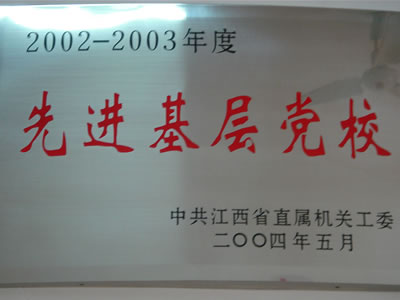 2002-2003年度
先进基层党校
中共江西省直属机关工委
二〇〇四年五月